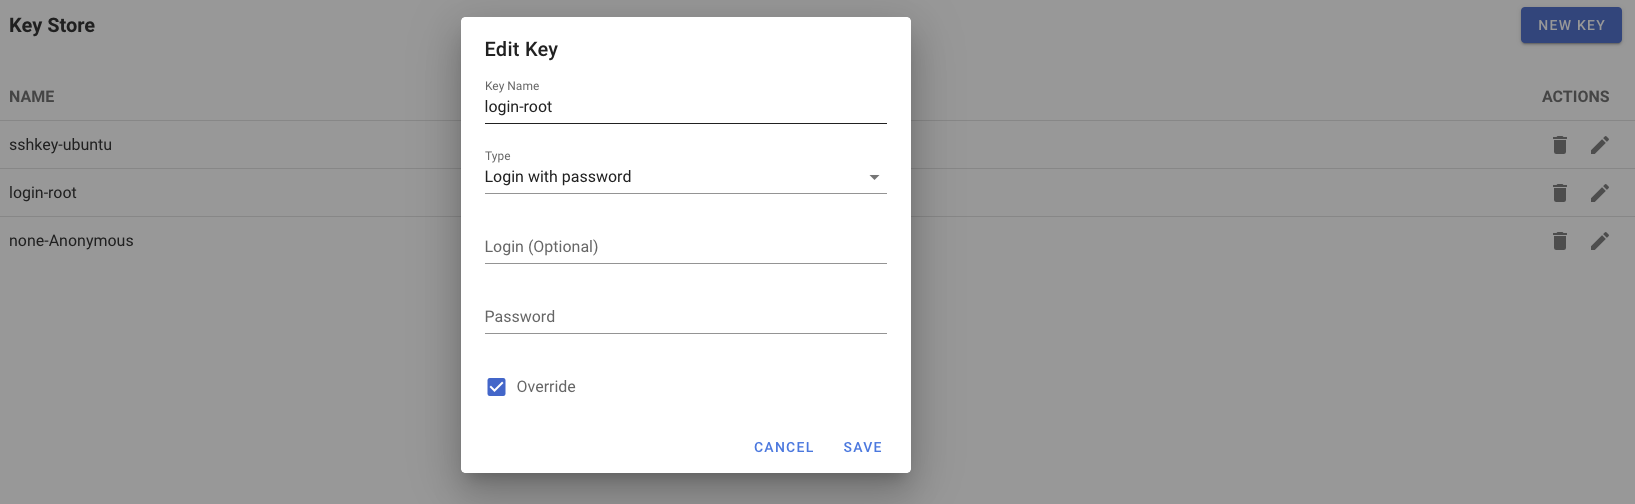 Key Store
NEW KEY
NAME
ACTIONS
sshkey-ubuntu
login-root
none-Anonymous
Edit Key
Key Name
login-root
Type
Login with password
Login (Optional)
Password
Override
CANCEL SAVE